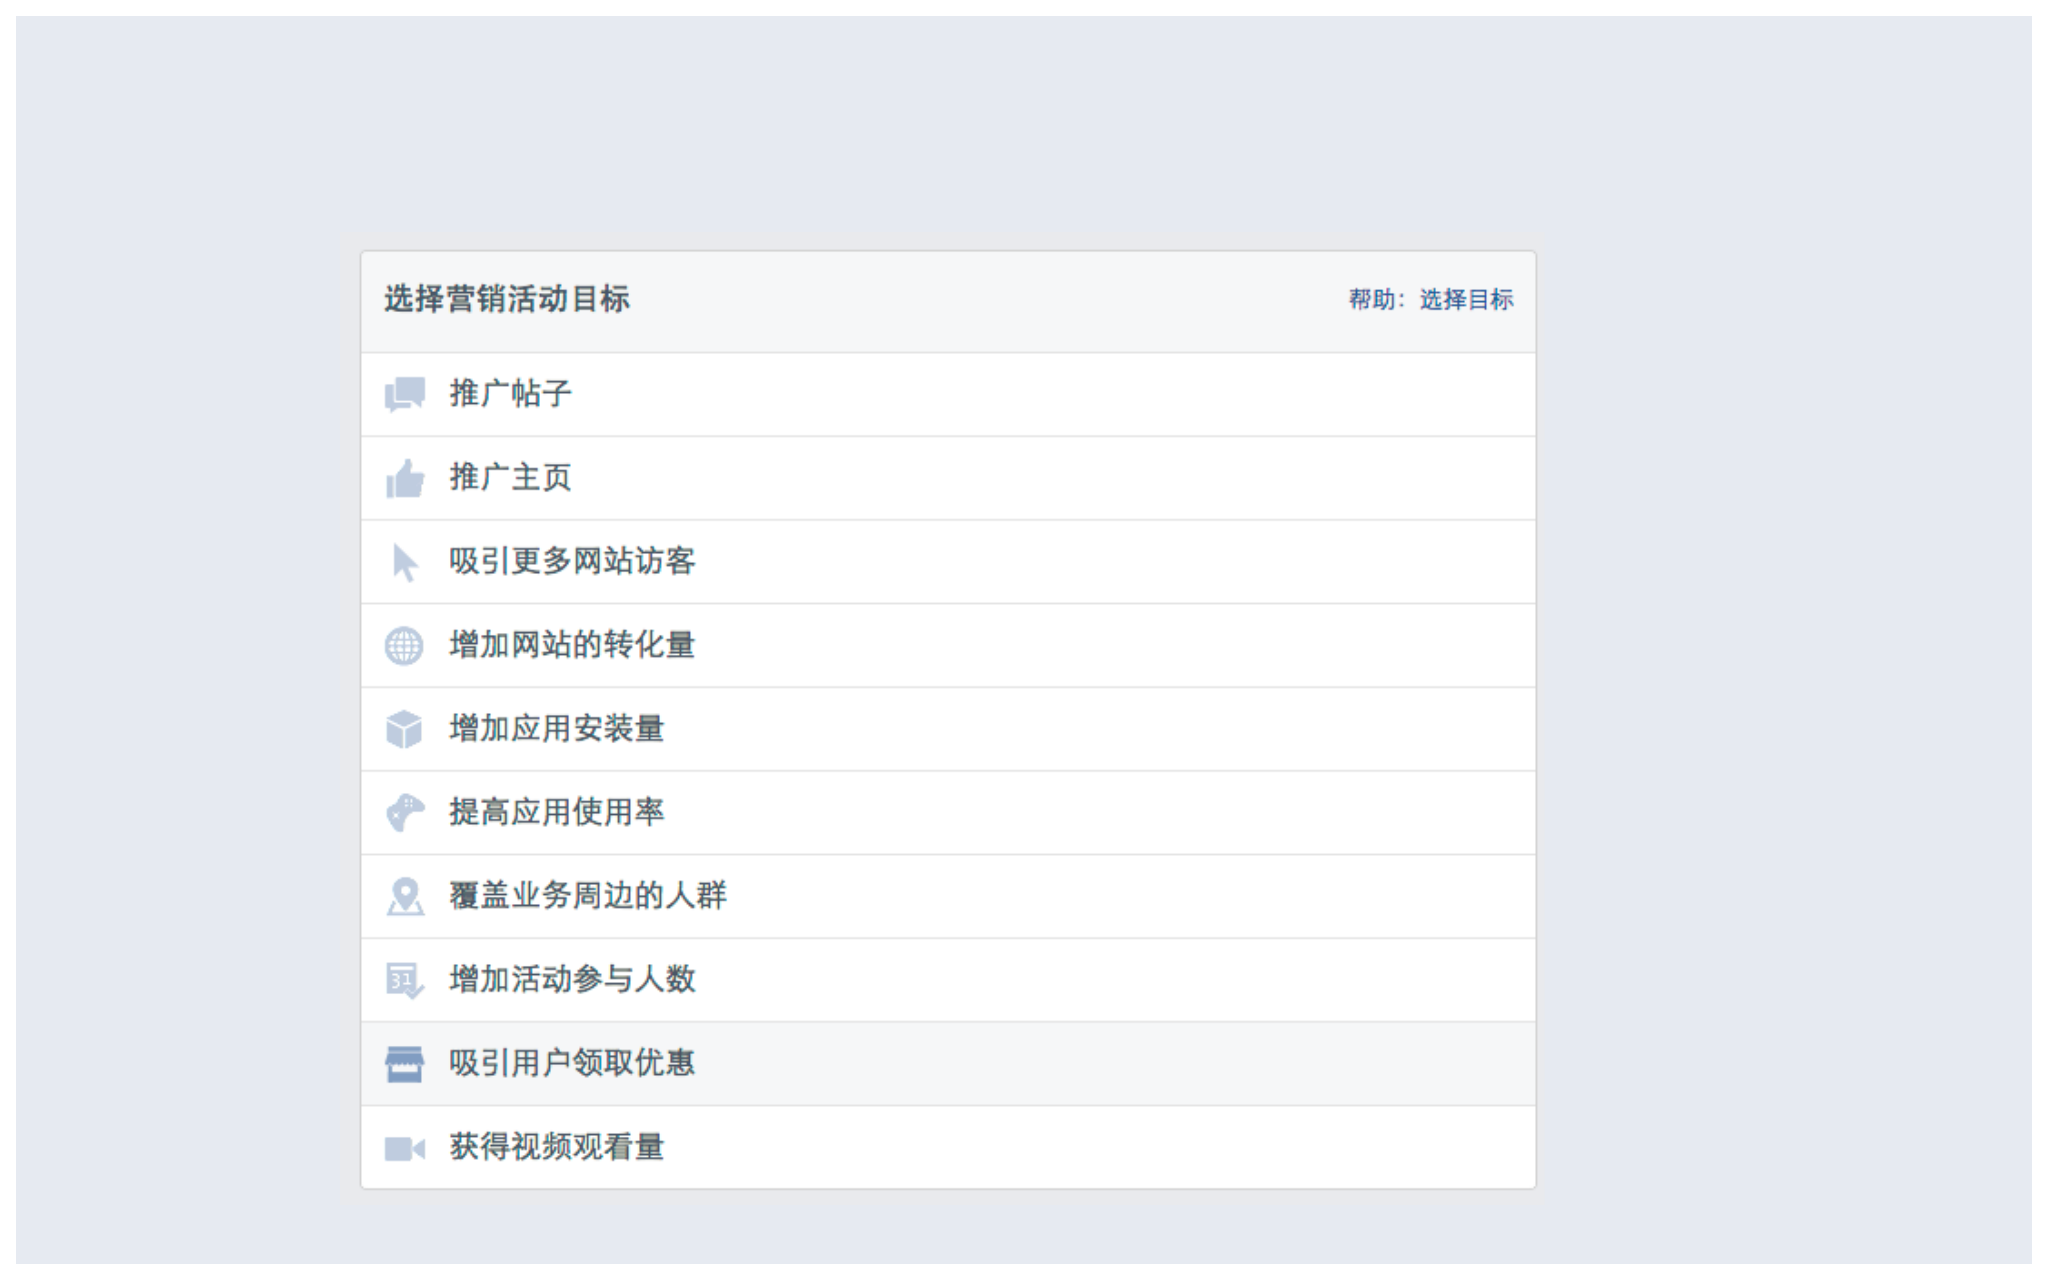 选择营销活动目标
帮助：选择目标
推广帖子
推广主页
吸引更多网站访客
增加网站的转化量
增加应用安装量
提高应用使用率
覆盖业务周边的人群
31
增加活动参与人数
吸引用户领取优惠
获得视频观看量